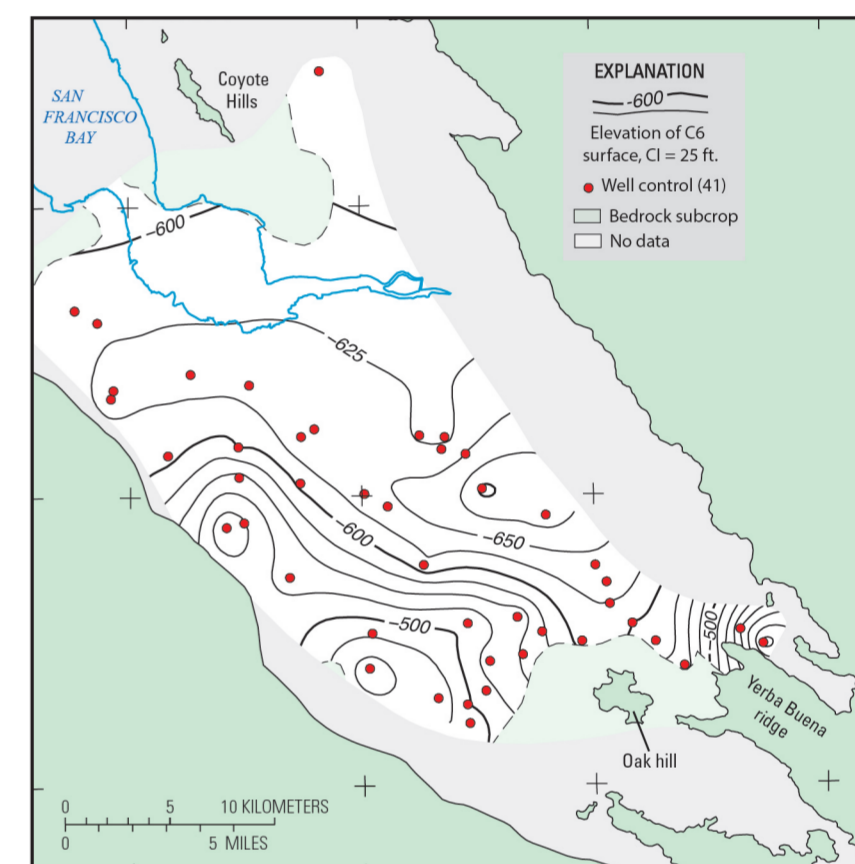 Coyote
Hills
SAN
FRANCISCO
BAY
EXPLANATION
-600
Elevation of C6
surface, CI = 25 ft.
Well control (41)
Bedrock subcrop
No data
-600
-625
-600
-650
-500
-500
Yerba Buena
ridge
Oak hill
0 5 10 KILOMETERS
0 5 MILES